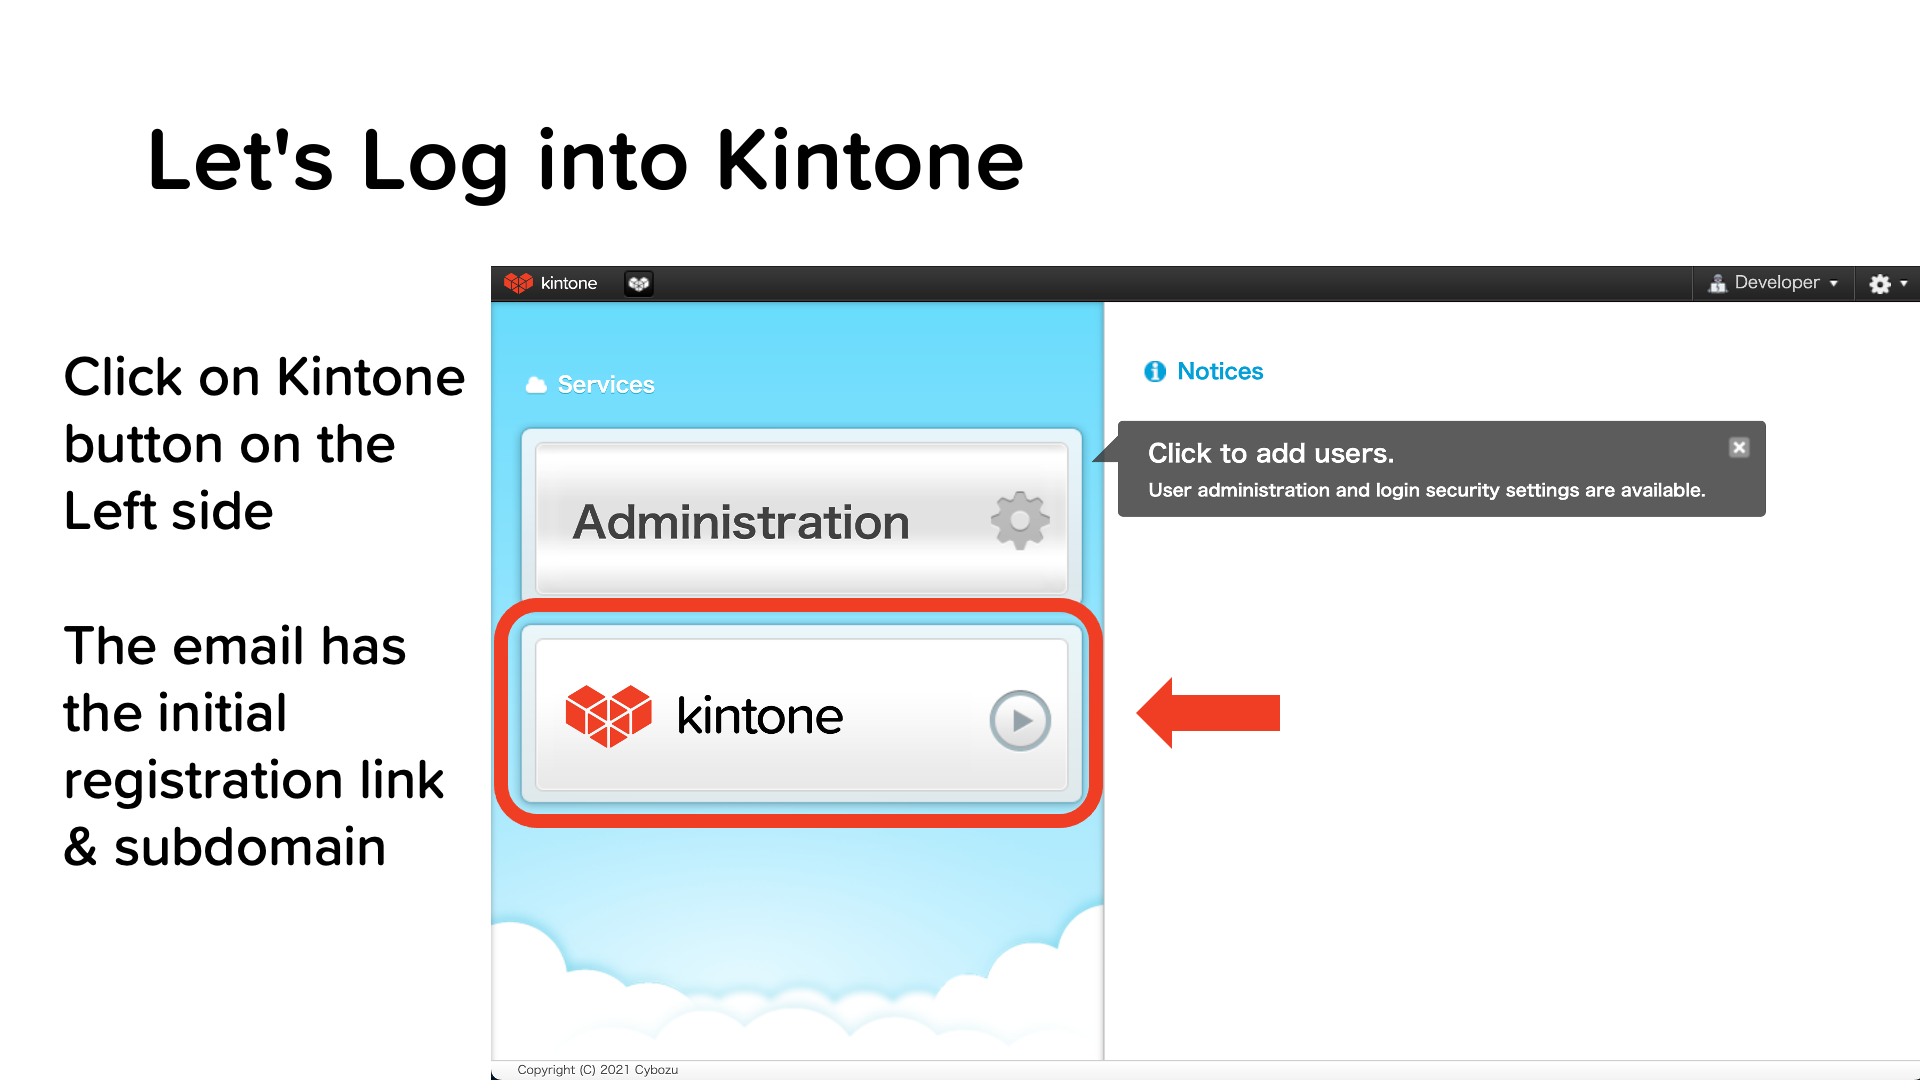 Let's Log into Kintone
Click on Kintone
button on the
Left side
The email has
the initial
registration link
& subdomain
kintone
Developer
Services
Notices
Administration
Click to add users.
User administration and login security settings are available.
kintone
Copyright (C) 2021 Cybozu